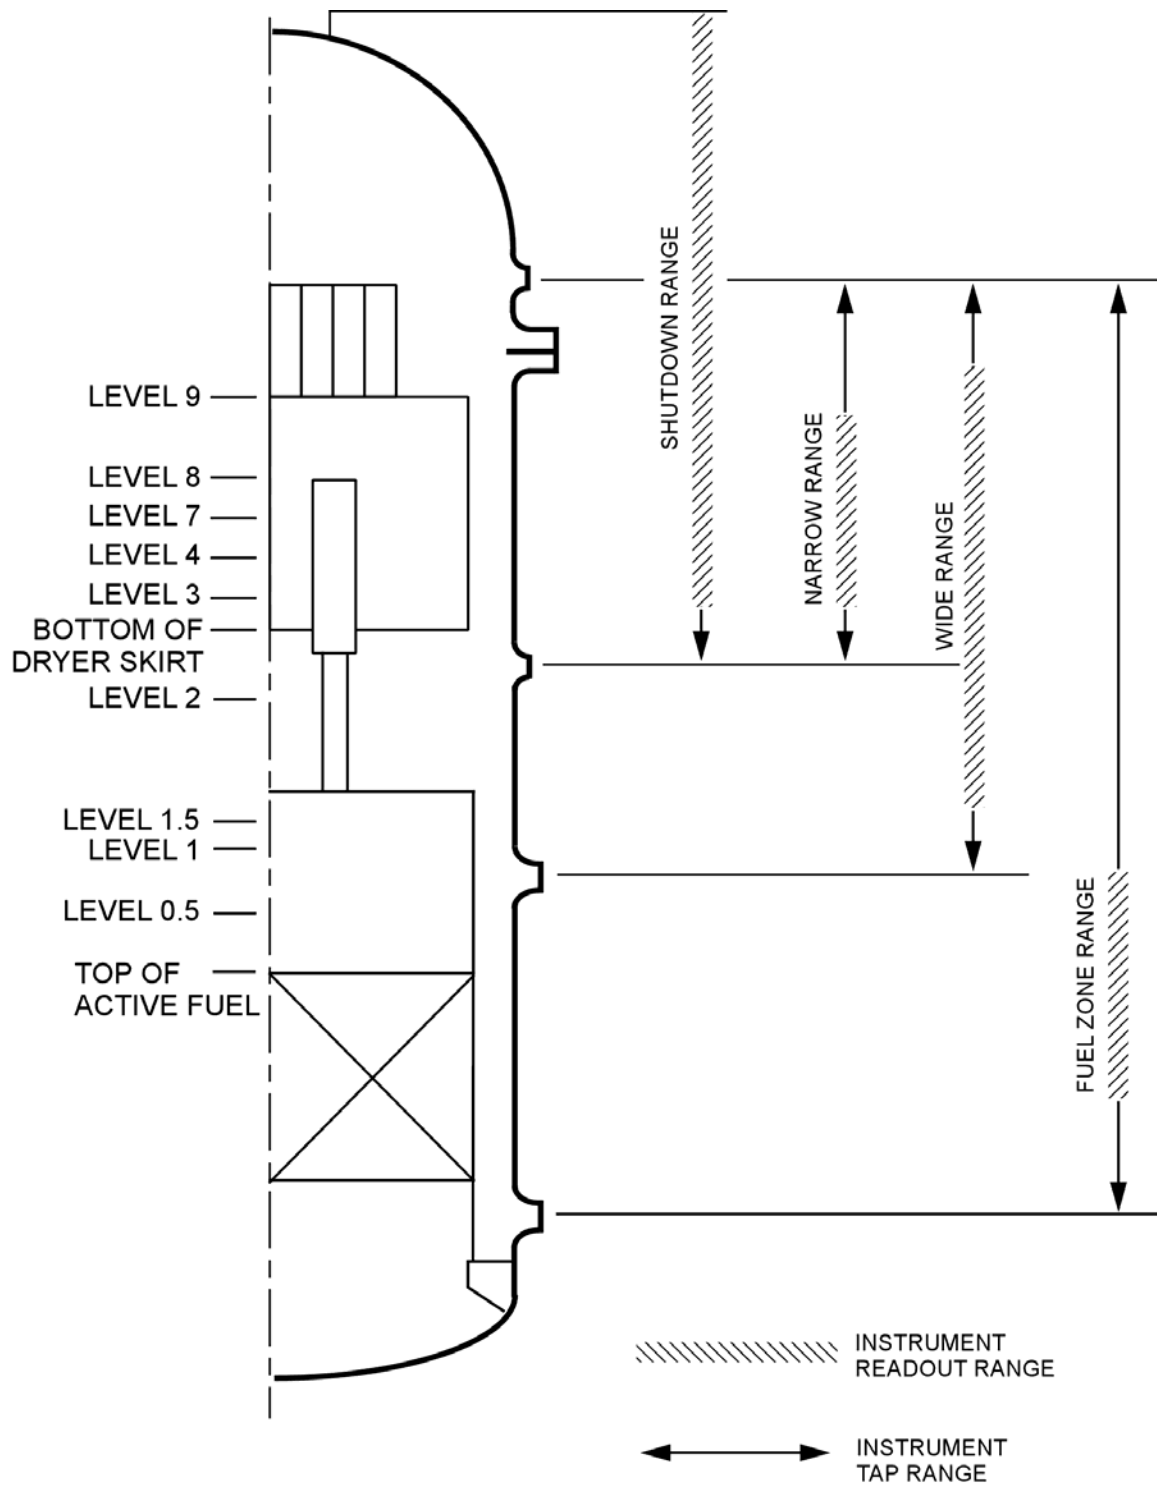 SHUTDOWN RANGE
NARROW RANGE
WIDE RANGE
FUEL ZONE RANGE
LEVEL 9
LEVEL 8
LEVEL 7
LEVEL 4
LEVEL 3
BOTTOM OF
DRYER SKIRT
LEVEL 2
LEVEL 1.5
LEVEL 1
LEVEL 0.5
TOP OF
ACTIVE FUEL
INSTRUMENT
READOUT RANGE
INSTRUMENT
TAP RANGE